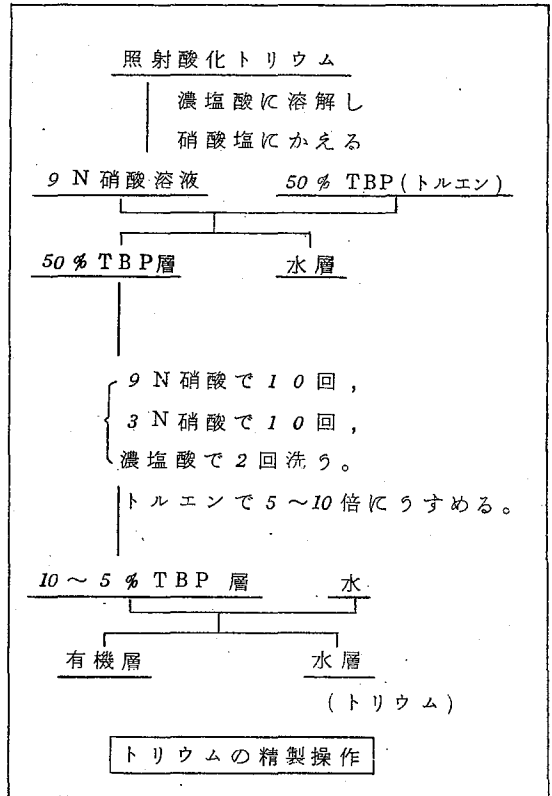 照射酸化トリウム
濃塩酸に溶解し
硝酸塩にかえる
9 N 硝酸溶液 50 % TBP (トルエン)
50 % TBP層 水層
9 N 硝酸で 10 回,
3 N 硝酸で 10 回,
濃塩酸で 2 回洗う。
トルエンで 5 ~10 倍にうすめる。
10 ~ 5 % TBP 層 水
有機層 水層
(トリウム)
トリウムの精製操作